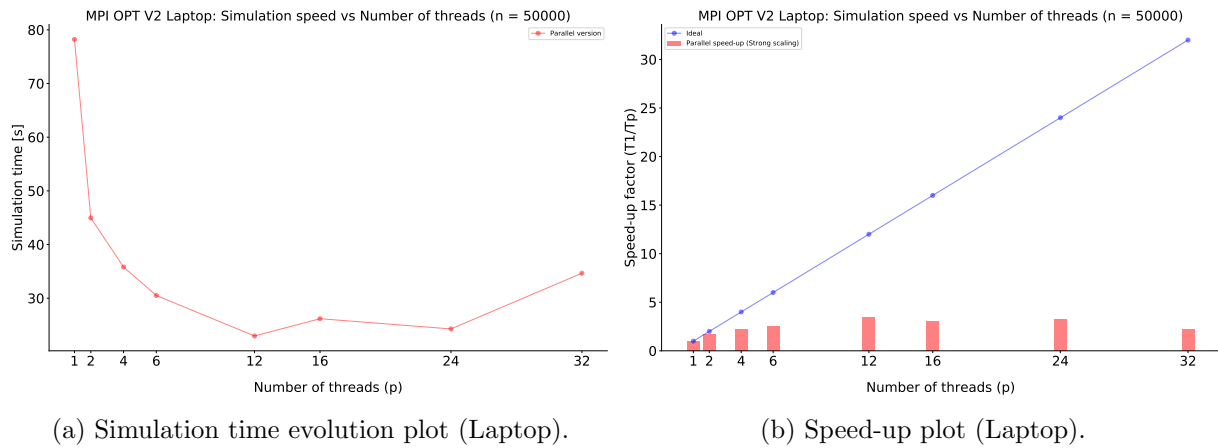 MPI OPT V2 Laptop: Simulation speed vs Number of threads (n = 50000)
Parallel version
Simulation time [s]
80
70
60
50
40
30
1 2 4 6 12 16 24 32
Number of threads (p)
(a) Simulation time evolution plot (Laptop).
MPI OPT V2 Laptop: Simulation speed vs Number of threads (n = 50000)
Ideal
Parallel speed-up (Strong scaling)
Speed-up factor (T1/Tp)
30
25
20
15
10
5
0
1 2 4 6 12 16 24 32
Number of threads (p)
(b) Speed-up plot (Laptop).